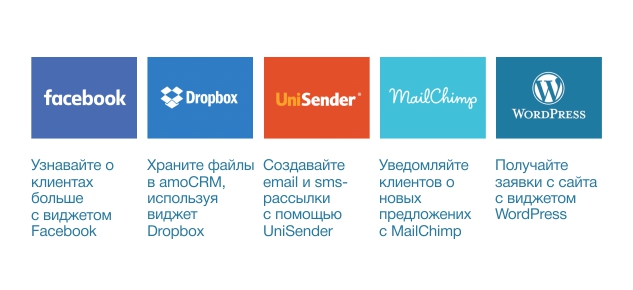 facebook
Dropbox
UniSender®
MailChimp
WORDPRESS
Узнавайте о
клиентах
больше
с виджетом
Facebook
Храните файлы
в amoCRM,
используя
виджет
Dropbox
Создавайте
email и sms-
рассылки
с помощью
UniSender
Уведомляйте
клиентов о
новых
предложених
с MailChimp
Получайте
заявки с сайта
с виджетом
WordPress